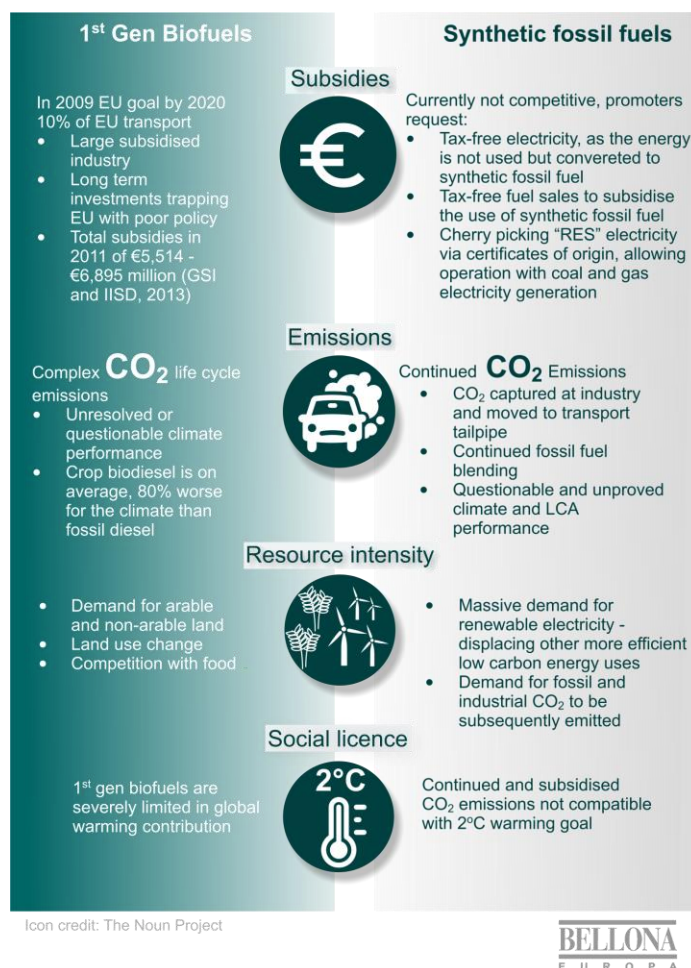 1st Gen Biofuels
Synthetic fossil fuels
Subsidies
In 2009 EU goal by 2020
10% of EU transport
• Large subsidised
industry
• Long term
investments trapping
EU with poor policy
• Total subsidies in
2011 of €5,514 -
€6,895 million (GSI
and IISD, 2013)
€
Currently not competitive, promoters
request:
• Tax-free electricity, as the energy
is not used but convereted to
synthetic fossil fuel
• Tax-free fuel sales to subsidise
the use of synthetic fossil fuel
• Cherry picking “RES” electricity
via certificates of origin, allowing
operation with coal and gas
electricity generation
Emissions
Complex CO2 life cycle
emissions
• Unresolved or
questionable climate
performance
• Crop biodiesel is on
average, 80% worse
for the climate than
fossil diesel
Continued CO2 Emissions
• CO2 captured at industry
and moved to transport
tailpipe
• Continued fossil fuel
blending
• Questionable and unproved
climate and LCA
performance
Resource intensity
• Demand for arable
and non-arable land
• Land use change
• Competition with food
• Massive demand for
renewable electricity -
displacing other more efficient
low carbon energy uses
• Demand for fossil and
industrial CO2 to be
subsequently emitted
Social licence
1st gen biofuels are
severely limited in global
warming contribution
2°C
Continued and subsidised
CO2 emissions not compatible
with 2°C warming goal
Icon credit: The Noun Project
BELLONA
EUROPA